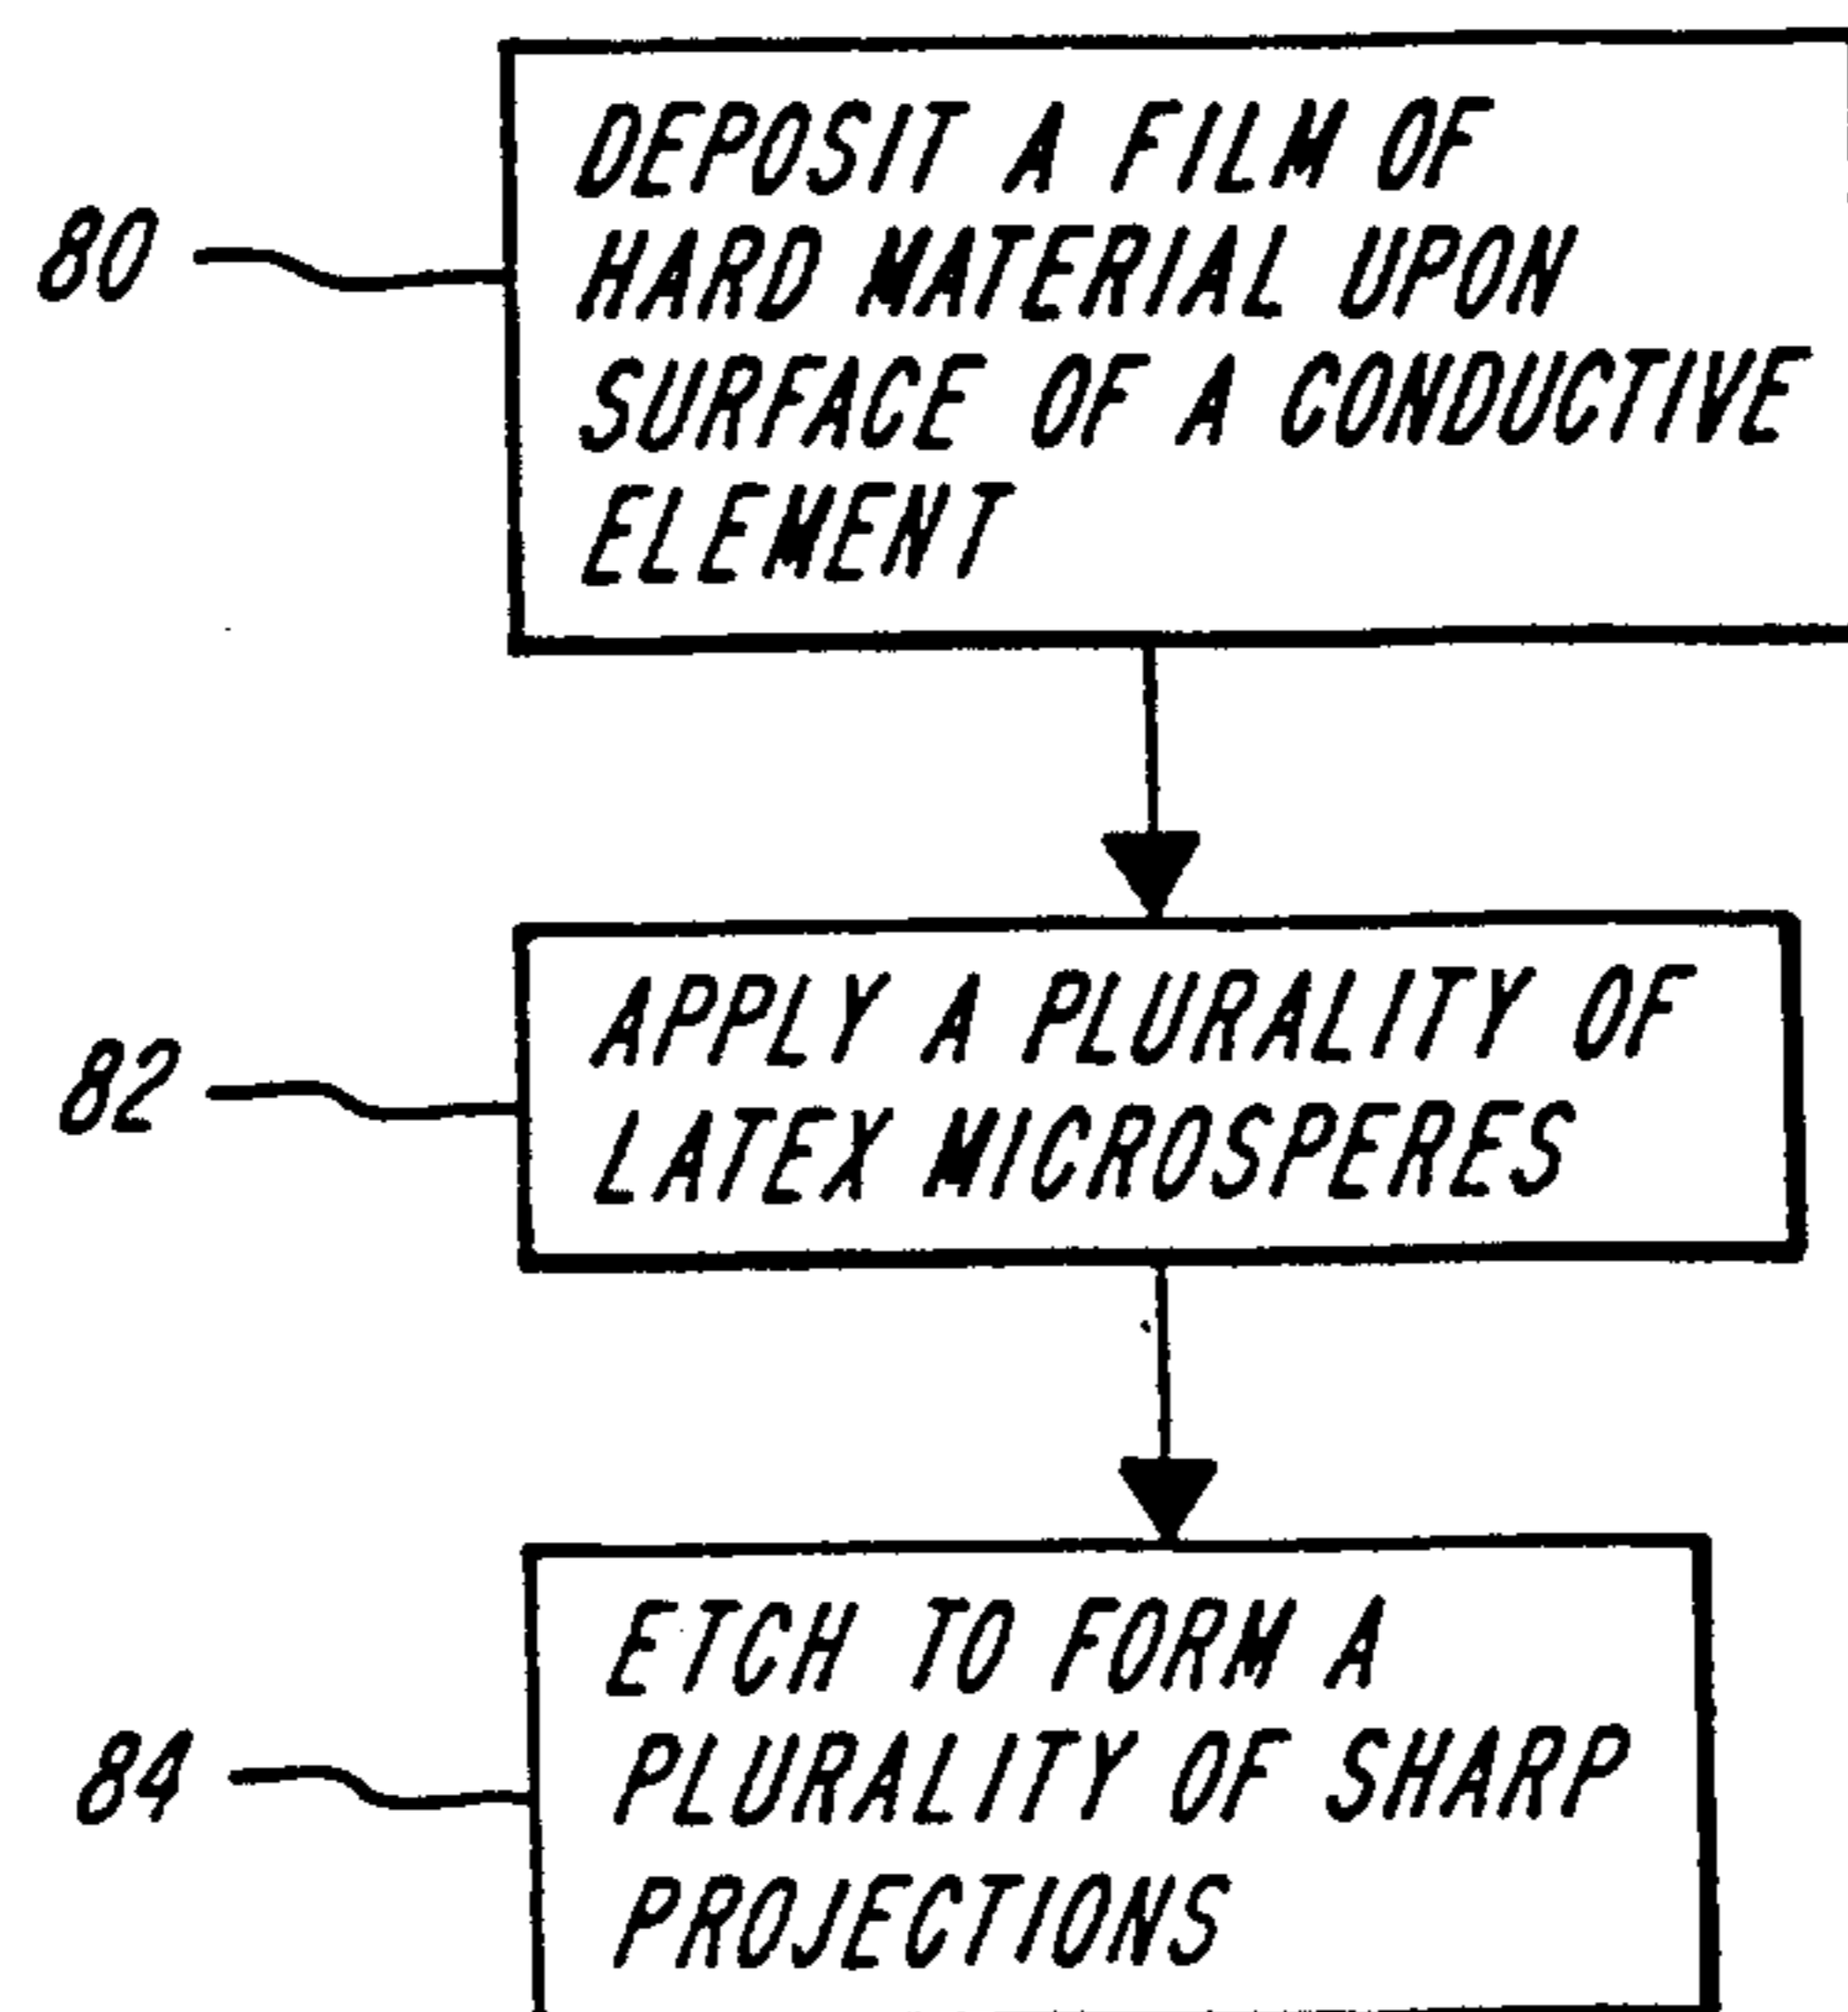 80
DEPOSIT A FILM OF
HARD MATERIAL UPON
SURFACE OF A CONDUCTIVE
ELEMENT
82
APPLY A PLURALITY OF
LATEX MICROSPERES
84
ETCH TO FORM A
PLURALITY OF SHARP
PROJECTIONS